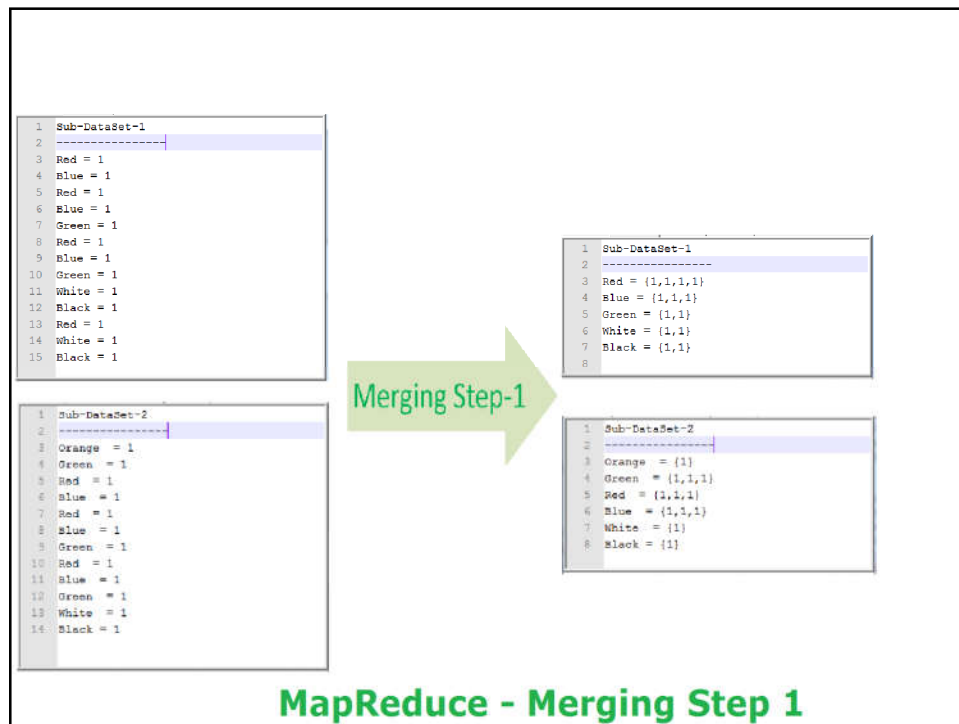 1 Sub-DataSet-1
2 ----------------
3 Red = 1
4 Blue = 1
5 Red = 1
6 Blue = 1
7 Green = 1
8 Red = 1
9 Blue = 1
10 Green = 1
11 White = 1
12 Black = 1
13 Red = 1
14 White = 1
15 Black = 1
1 Sub-DataSet-2
2 ----------------
3 Orange = 1
4 Green = 1
5 Red = 1
6 Blue = 1
7 Red = 1
8 Blue = 1
9 Green = 1
10 Red = 1
11 Blue = 1
12 Green = 1
13 White = 1
14 Black = 1
Merging Step-1
1 Sub-DataSet-1
2 ----------------
3 Red = {1,1,1,1}
4 Blue = {1,1,1}
5 Green = {1,1}
6 White = {1,1}
7 Black = {1,1}
8
1 Sub-DataSet-2
2 ----------------
3 Orange = {1}
4 Green = {1,1,1}
5 Red = {1,1,1}
6 Blue = {1,1,1}
7 White = {1}
8 Black = {1}
MapReduce - Merging Step 1